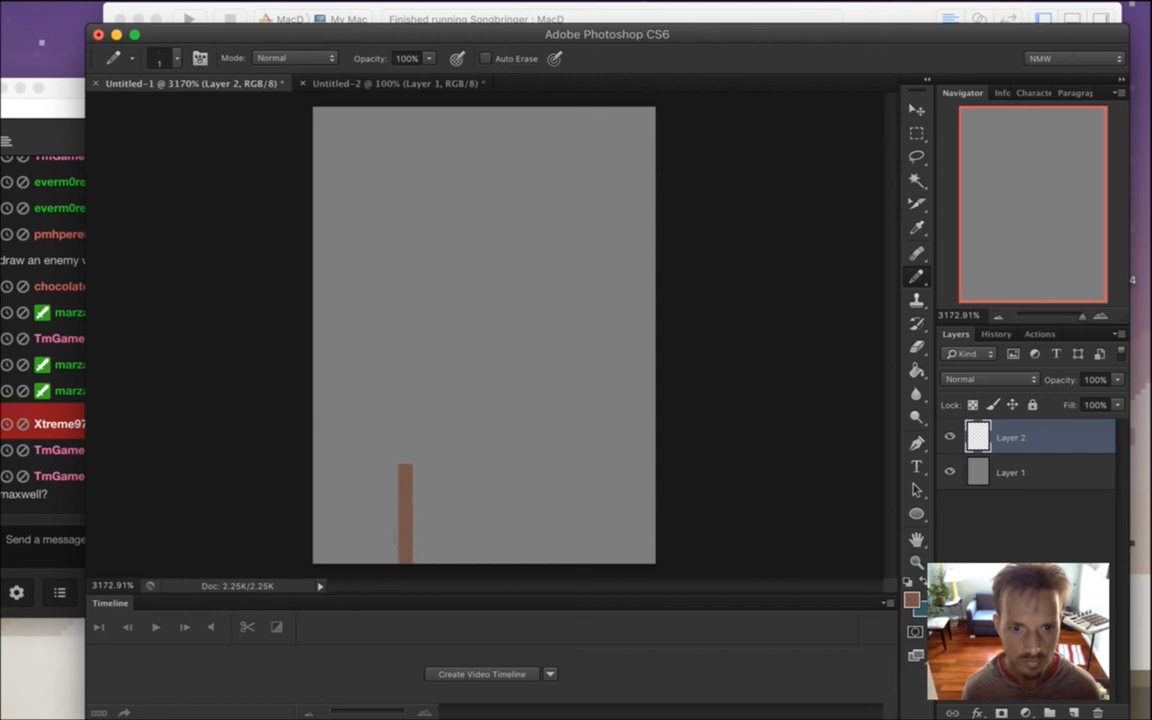 MacD My Mac Finished running Songbringer : MacD
Adobe Photoshop CS6
1 Mode: Normal Opacity: 100% Auto Erase NMW
× Untitled-1 @ 3170% (Layer 2, RGB/8) * × Untitled-2 @ 100% (Layer 1, RGB/8) *
Navigator Info Characte Paragraj
TmGame
everm0re
everm0re
pmhperei
draw an enemy
chocolat
marza
TmGame
marza
marza
Xtreme97
TmGame
TmGame
maxwell?
Send a message
3172.91%
Layers History Actions
Kind
Normal Opacity: 100%
Lock: Fill: 100%
Layer 2
Layer 1
3172.91% Doc: 2.25K/2.25K
Timeline
Create Video Timeline
fx